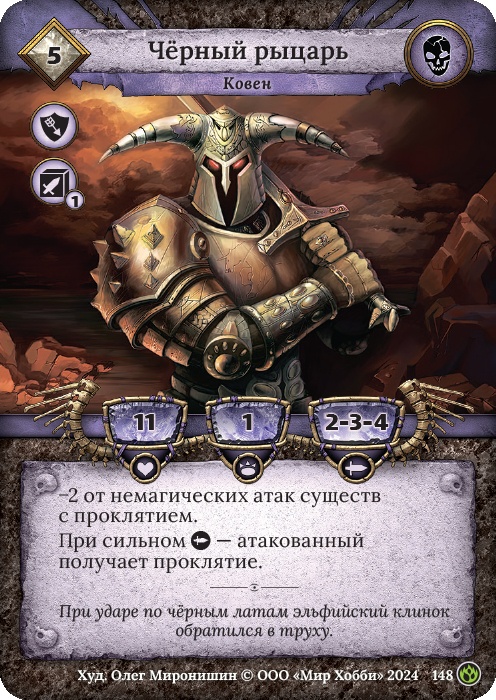 5
Чёрный рыцарь
Ковен
1
11
1
2-3-4
–2 от немагических атак существ
с проклятием.
При сильном — атакованный
получает проклятие.
При ударе по чёрным латам эльфийский клинок
обратился в труху.
Худ. Олег Миронишин © ООО «Мир Хобби» 2024 148